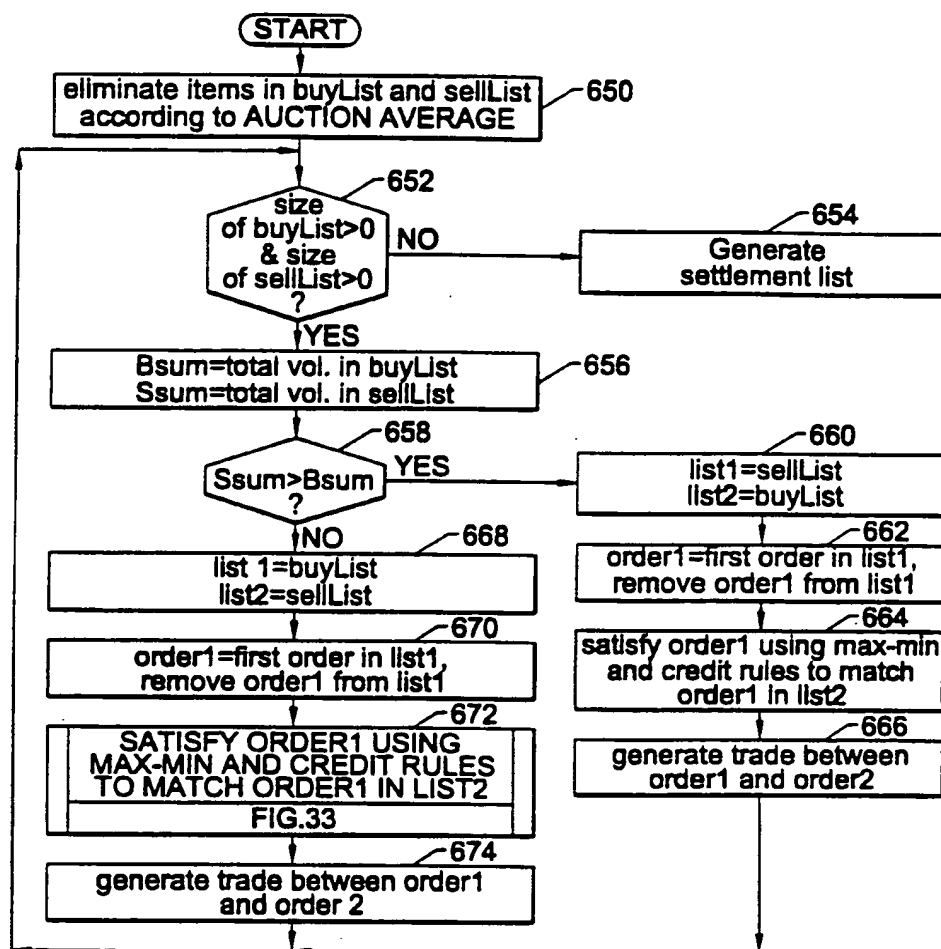 START
eliminate items in buyList and sellList
according to AUCTION AVERAGE
650
652
size
of buyList>0
& size
of sellList>0
?
NO
654
Generate
settlement list
YES
Bsum=total vol. in buyList
Ssum=total vol. in sellList
656
658
Ssum>Bsum
?
YES
660
list1=sellList
list2=buyList
NO
668
list 1=buyList
list2=sellList
662
order1=first order in list1,
remove order1 from list1
670
order1=first order in list1,
remove order1 from list1
664
satisfy order1 using max-min
and credit rules to match
order1 in list2
672
SATISFY ORDER1 USING
MAX-MIN AND CREDIT RULES
TO MATCH ORDER1 IN LIST2
FIG.33
666
generate trade between
order1 and order2
674
generate trade between order1
and order 2